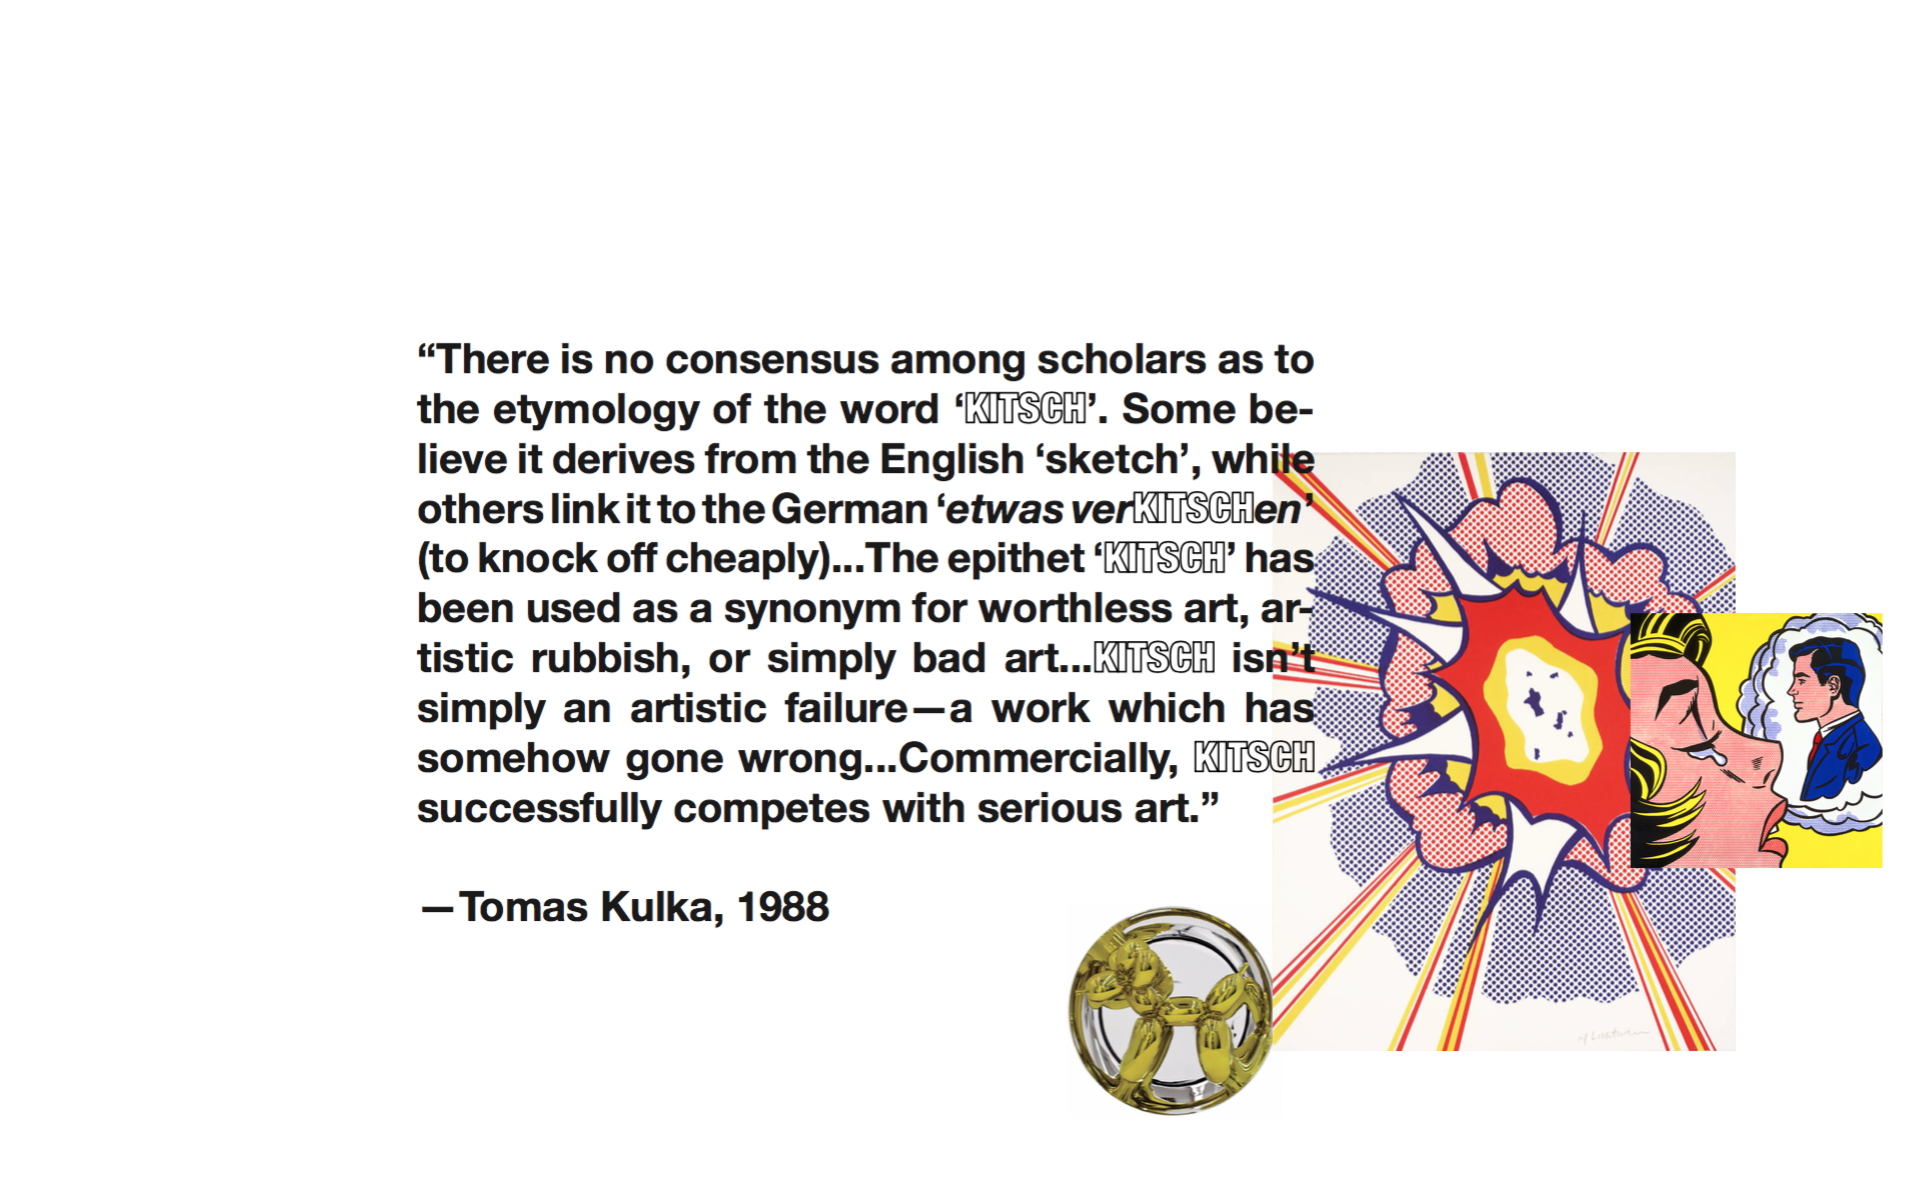 “There is no consensus among scholars as to
the etymology of the word ‘KITSCH’. Some be-
lieve it derives from the English ‘sketch’, while
others link it to the German ‘etwas verKITSCHen’
(to knock off cheaply)...The epithet ‘KITSCH’ has
been used as a synonym for worthless art, ar-
tistic rubbish, or simply bad art...KITSCH isn’t
simply an artistic failure—a work which has
somehow gone wrong...Commercially, KITSCH
successfully competes with serious art.”
—Tomas Kulka, 1988